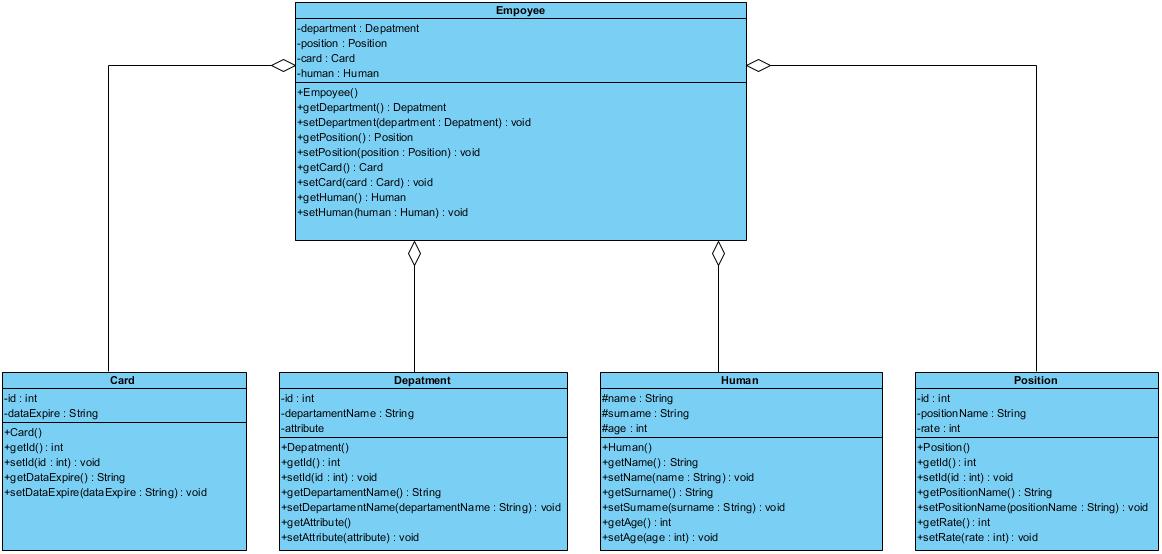 Empoyee
-department : Depatment
-position : Position
-card : Card
-human : Human
+Empoyee()
+getDepartment() : Depatment
+setDepartment(department : Depatment) : void
+getPosition() : Position
+setPosition(position : Position) : void
+getCard() : Card
+setCard(card : Card) : void
+getHuman() : Human
+setHuman(human : Human) : void
Card
-id : int
-dataExpire : String
+Card()
+getId() : int
+setId(id : int) : void
+getDataExpire() : String
+setDataExpire(dataExpire : String) : void
Depatment
-id : int
-departamentName : String
-attribute
+Depatment()
+getId() : int
+setId(id : int) : void
+getDepartamentName() : String
+setDepartamentName(departamentName : String) : void
+getAttribute()
+setAttribute(attribute) : void
Human
#name : String
#surname : String
#age : int
+Human()
+getName() : String
+setName(name : String) : void
+getSurname() : String
+setSurname(surname : String) : void
+getAge() : int
+setAge(age : int) : void
Position
-id : int
-positionName : String
-rate : int
+Position()
+getId() : int
+setId(id : int) : void
+getPositionName() : String
+setPositionName(positionName : String) : void
+getRate() : int
+setRate(rate : int) : void